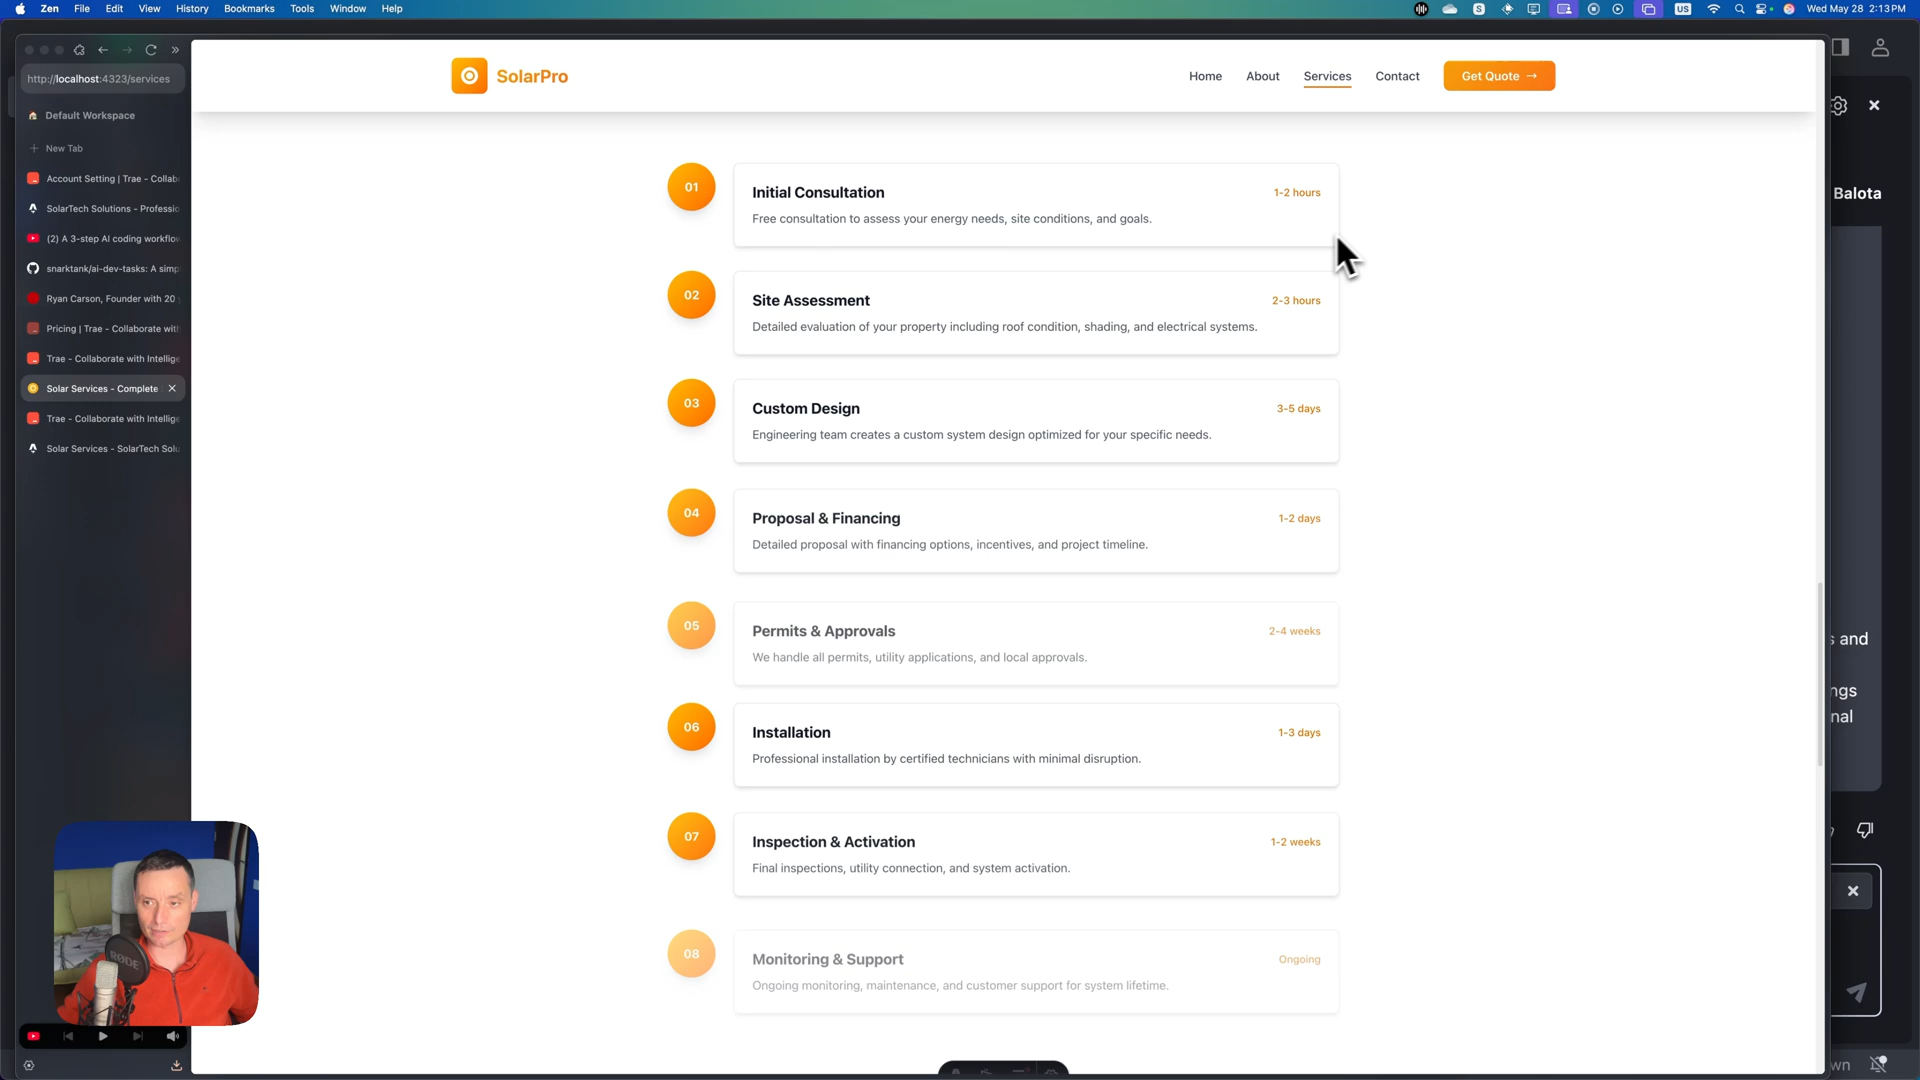 Zen File Edit View History Bookmarks Tools Window Help
US Wed May 28 2:13 PM
http://localhost:4323/services
Default Workspace
New Tab
Account Setting | Trae - Collab
SolarTech Solutions - Professio
(2) A 3-step AI coding workflow
snarktank/ai-dev-tasks: A simp
Ryan Carson, Founder with 20
Pricing | Trae - Collaborate with
Trae - Collaborate with Intellige
Solar Services - Complete
Trae - Collaborate with Intellige
Solar Services - SolarTech Solu
SolarPro
Home About Services Contact Get Quote →
01
Initial Consultation 1-2 hours
Free consultation to assess your energy needs, site conditions, and goals.
02
Site Assessment 2-3 hours
Detailed evaluation of your property including roof condition, shading, and electrical systems.
03
Custom Design 3-5 days
Engineering team creates a custom system design optimized for your specific needs.
04
Proposal & Financing 1-2 days
Detailed proposal with financing options, incentives, and project timeline.
05
Permits & Approvals 2-4 weeks
We handle all permits, utility applications, and local approvals.
06
Installation 1-3 days
Professional installation by certified technicians with minimal disruption.
07
Inspection & Activation 1-2 weeks
Final inspections, utility connection, and system activation.
08
Monitoring & Support Ongoing
Ongoing monitoring, maintenance, and customer support for system lifetime.
Balota
s and
ngs
nal
wn
RØDE